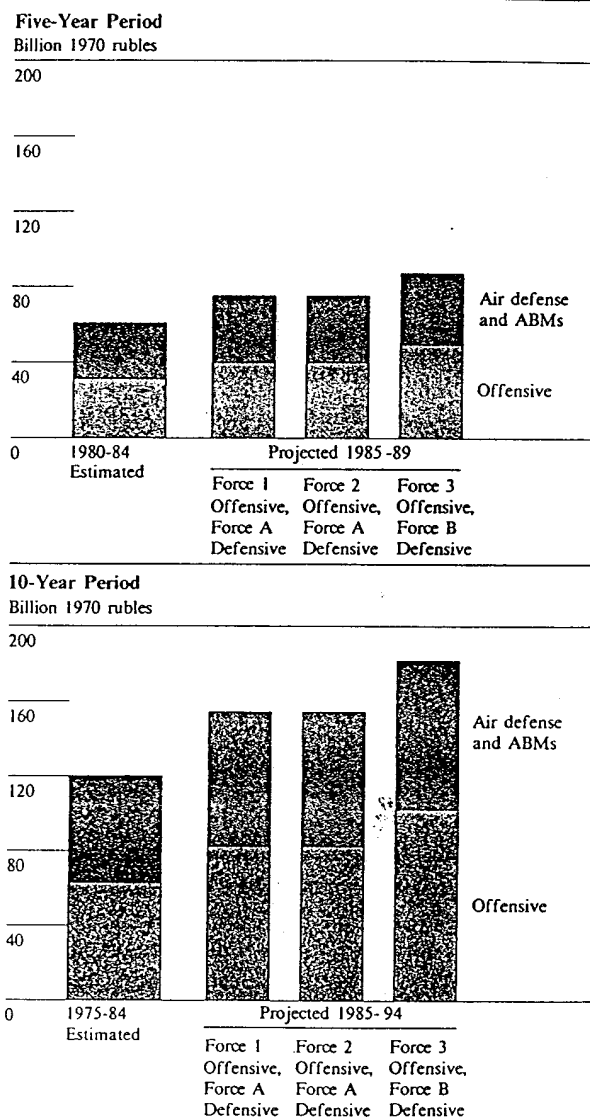 Five-Year Period
Billion 1970 rubles
200
160
120
80
40
0
Air defense
and ABMs
Offensive
1980-84
Estimated
Projected 1985-89
Force 1
Offensive,
Force A
Defensive
Force 2
Offensive,
Force A
Defensive
Force 3
Offensive,
Force B
Defensive
10-Year Period
Billion 1970 rubles
200
160
120
80
40
0
Air defense
and ABMs
Offensive
1975-84
Estimated
Projected 1985-94
Force 1
Offensive,
Force A
Defensive
Force 2
Offensive,
Force A
Defensive
Force 3
Offensive,
Force B
Defensive